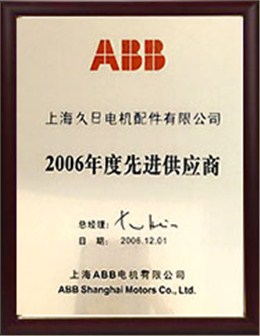 ABB
上海久日电机配件有限公司
2006年度先进供应商
总经理:
日 期: 2006.12.01
上海ABB电机有限公司
ABB Shanghai Motors Co., Ltd.